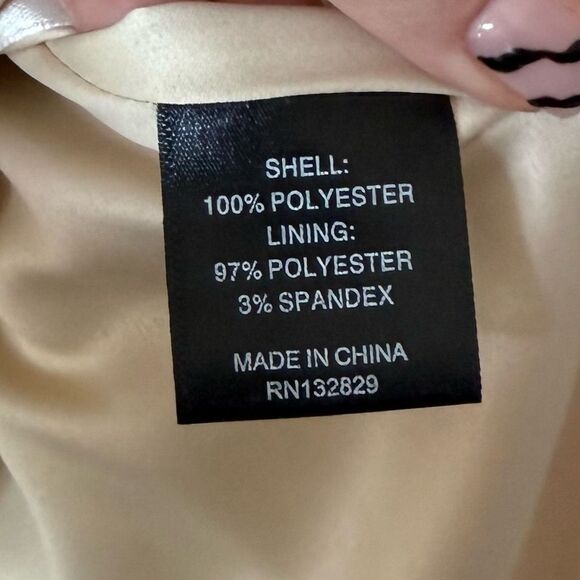 SHELL:
100% POLYESTER
LINING:
97% POLYESTER
3% SPANDEX
MADE IN CHINA
RN132829